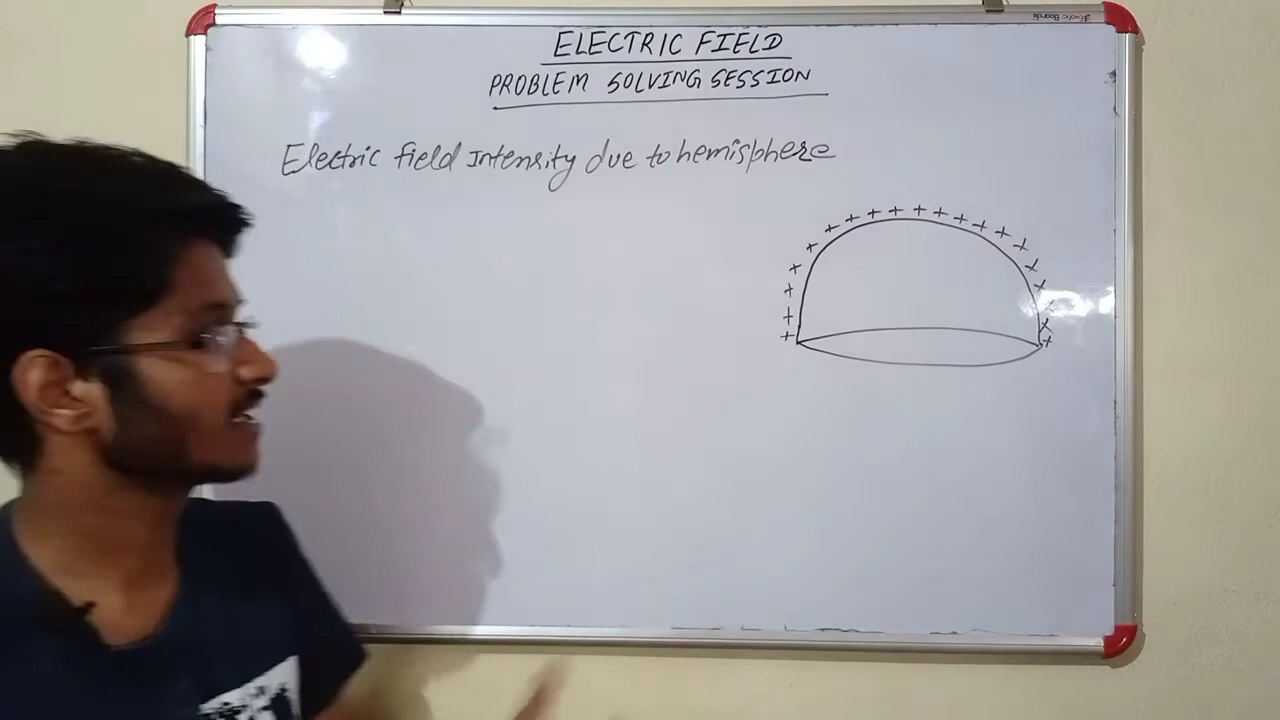 ELECTRIC FIELD
PROBLEM SOLVING SESSION
Electric field Intensity due to hemisphere
+ + + + + + + + + + + + + + + + + + + +